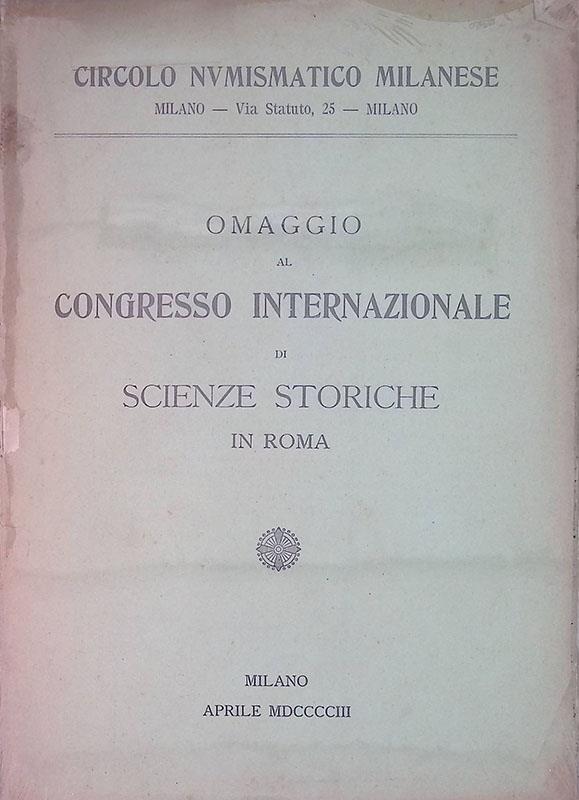 CIRCOLO NVMISMATICO MILANESE
MILANO — Via Statuto, 25 — MILANO
OMAGGIO
AL
CONGRESSO INTERNAZIONALE
DI
SCIENZE STORICHE
IN ROMA
MILANO
APRILE MDCCCCIII